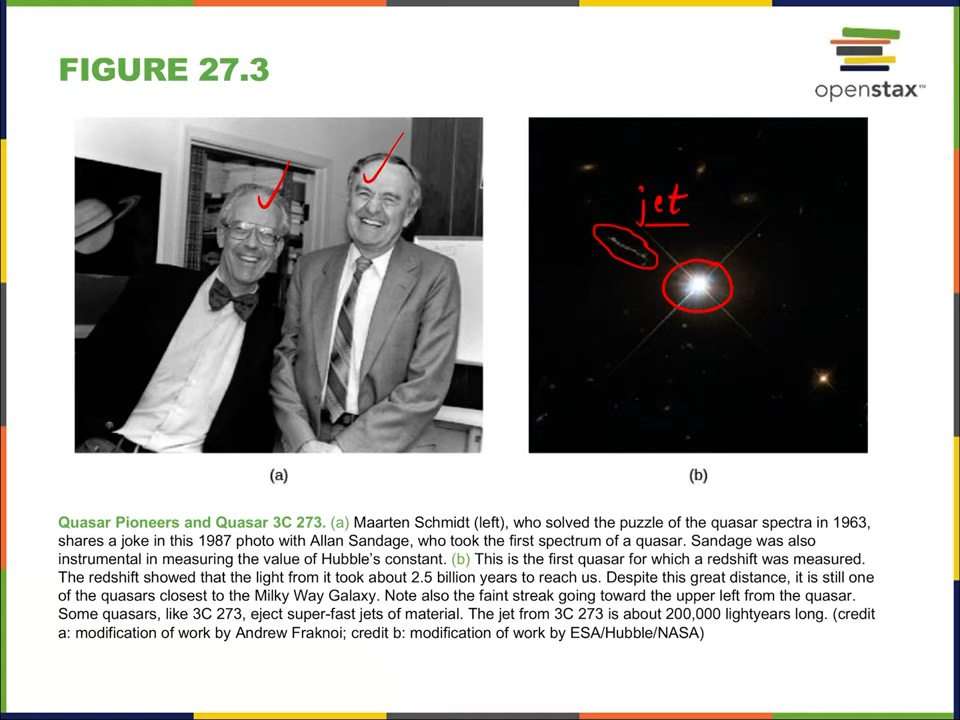 FIGURE 27.3
openstax™
jet
(a)
(b)
Quasar Pioneers and Quasar 3C 273. (a) Maarten Schmidt (left), who solved the puzzle of the quasar spectra in 1963,
shares a joke in this 1987 photo with Allan Sandage, who took the first spectrum of a quasar. Sandage was also
instrumental in measuring the value of Hubble’s constant. (b) This is the first quasar for which a redshift was measured.
The redshift showed that the light from it took about 2.5 billion years to reach us. Despite this great distance, it is still one
of the quasars closest to the Milky Way Galaxy. Note also the faint streak going toward the upper left from the quasar.
Some quasars, like 3C 273, eject super-fast jets of material. The jet from 3C 273 is about 200,000 lightyears long. (credit
a: modification of work by Andrew Fraknoi; credit b: modification of work by ESA/Hubble/NASA)